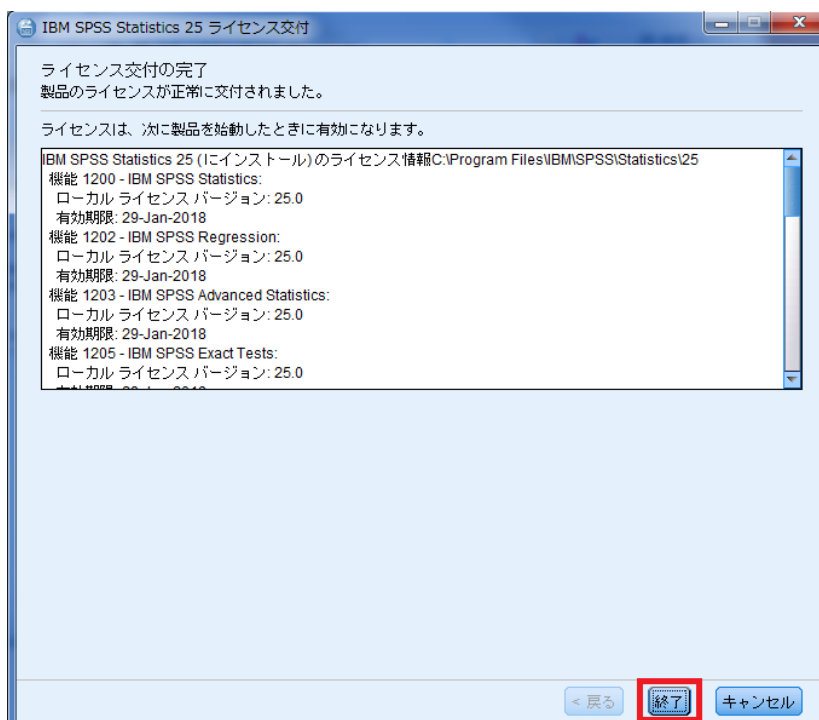 IBM SPSS Statistics 25 ライセンス交付
ライセンス交付の完了
製品のライセンスが正常に交付されました。
ライセンスは、次に製品を始動したときに有効になります。
IBM SPSS Statistics 25 (にインストール) のライセンス情報C:\Program Files\IBM\SPSS\Statistics\25
機能 1200 - IBM SPSS Statistics:
ローカル ライセンス バージョン: 25.0
有効期限: 29-Jan-2018
機能 1202 - IBM SPSS Regression:
ローカル ライセンス バージョン: 25.0
有効期限: 29-Jan-2018
機能 1203 - IBM SPSS Advanced Statistics:
ローカル ライセンス バージョン: 25.0
有効期限: 29-Jan-2018
機能 1205 - IBM SPSS Exact Tests:
ローカル ライセンス バージョン: 25.0
< 戻る
終了
キャンセル